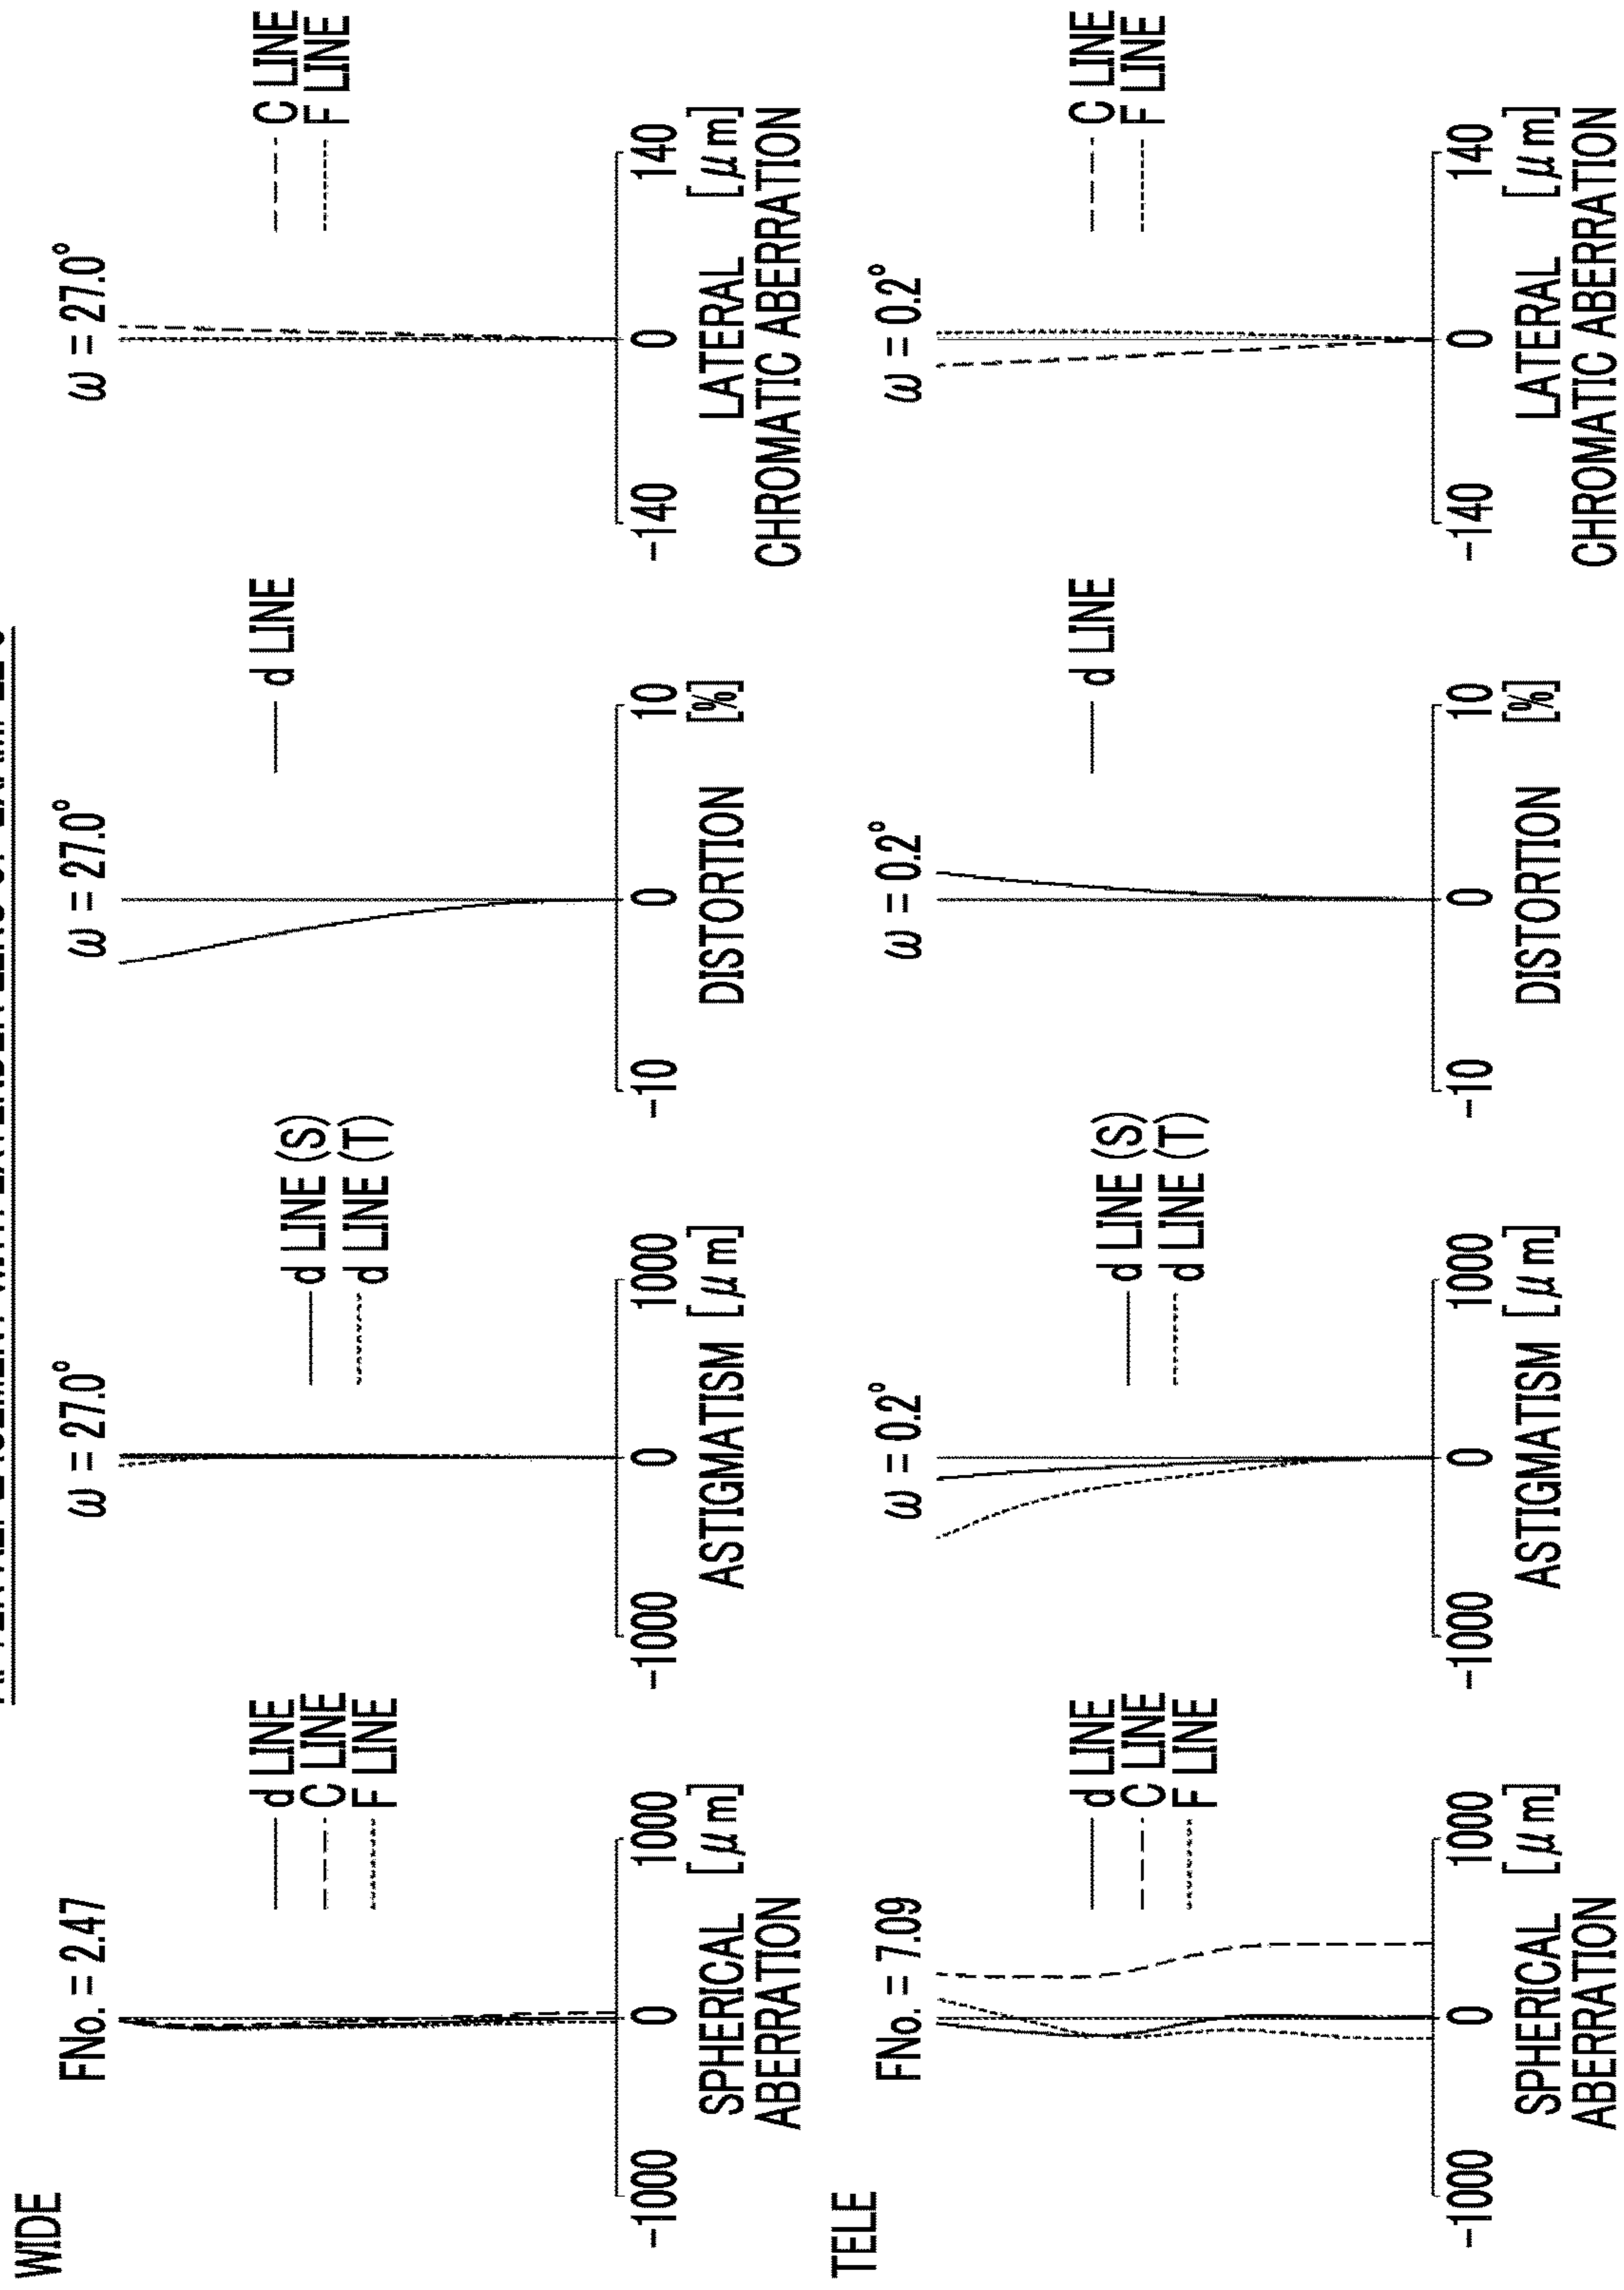 WIDE
FNo. = 2.47
d LINE
C LINE
F LINE
-1000 0 1000
SPHERICAL [μm]
ABERRATION
ω = 27.0°
d LINE (S)
d LINE (T)
-1000 0 1000
ASTIGMATISM [μm]
ω = 27.0°
d LINE
-10 0 10
DISTORTION [%]
ω = 27.0°
C LINE
F LINE
-140 0 140
LATERAL [μm]
CHROMATIC ABERRATION
TELE
FNo. = 7.09
d LINE
C LINE
F LINE
-1000 0 1000
SPHERICAL [μm]
ABERRATION
ω = 0.2°
d LINE (S)
d LINE (T)
-1000 0 1000
ASTIGMATISM [μm]
ω = 0.2°
d LINE
-10 0 10
DISTORTION [%]
ω = 0.2°
C LINE
F LINE
-140 0 140
LATERAL [μm]
CHROMATIC ABERRATION